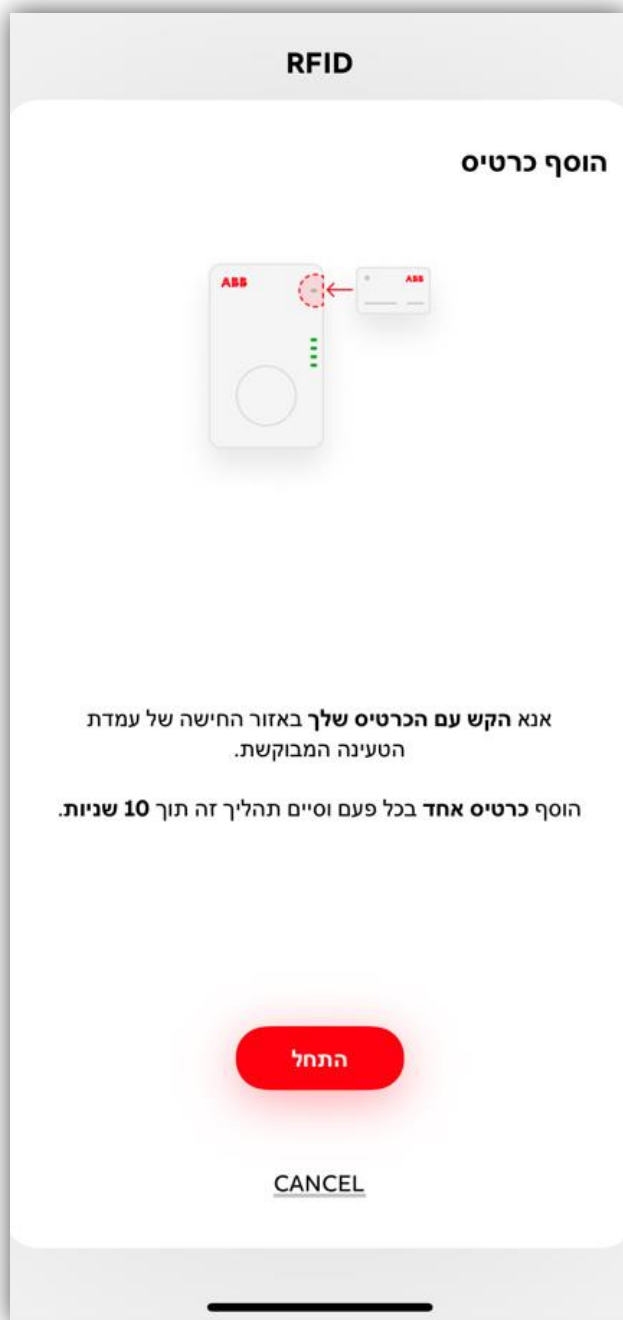 RFID
הוסף כרטיס
ABB
ABB
אנא הקש עם הכרטיס שלך באזור החישה של עמדת
הטעינה המבוקשת.
הוסף כרטיס אחד בכל פעם וסיים תהליך זה תוך 10 שניות.
התחל
CANCEL